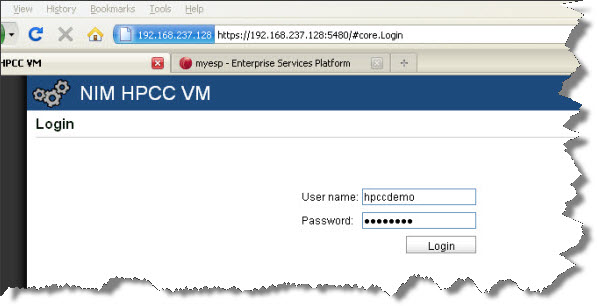 View History Bookmarks Tools Help
192.168.237.128 https://192.168.237.128:5480/#core.Login
HPCC VM myesp - Enterprise Services Platform
NIM HPCC VM
Login
User name: hpccdemo
Password: ●●●●●●●●
Login